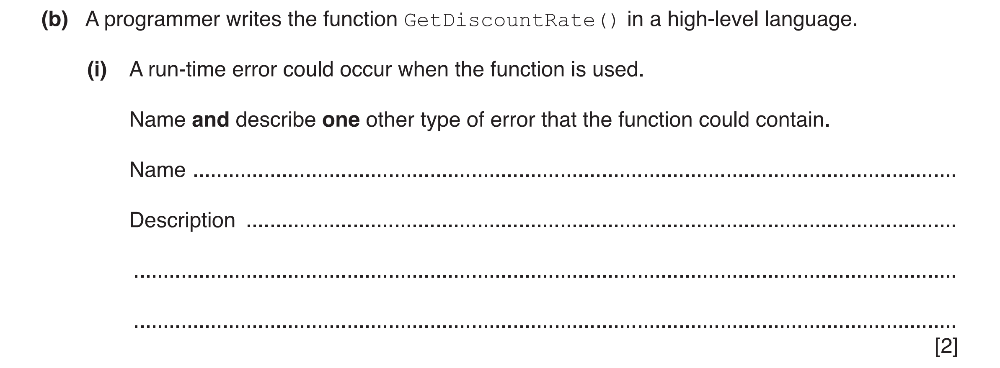 (b) A programmer writes the function GetDiscountRate() in a high-level language.
(i) A run-time error could occur when the function is used.
Name and describe one other type of error that the function could contain.
Name ................................................................................
Description ................................................................................
................................................................................
................................................................................
[2]